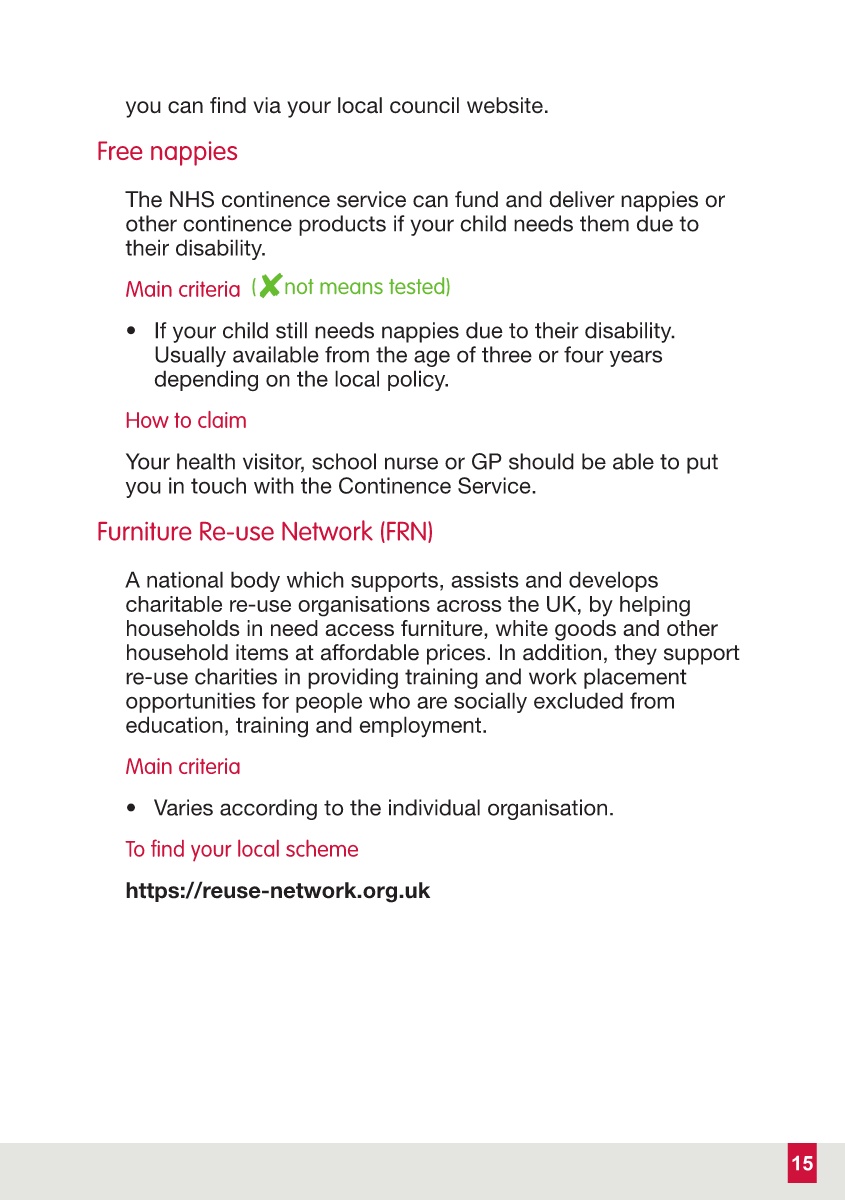 you can find via your local council website.
Free nappies
The NHS continence service can fund and deliver nappies or
other continence products if your child needs them due to
their disability.
Main criteria (✘not means tested)
• If your child still needs nappies due to their disability.
Usually available from the age of three or four years
depending on the local policy.
How to claim
Your health visitor, school nurse or GP should be able to put
you in touch with the Continence Service.
Furniture Re-use Network (FRN)
A national body which supports, assists and develops
charitable re-use organisations across the UK, by helping
households in need access furniture, white goods and other
household items at affordable prices. In addition, they support
re-use charities in providing training and work placement
opportunities for people who are socially excluded from
education, training and employment.
Main criteria
• Varies according to the individual organisation.
To find your local scheme
https://reuse-network.org.uk
15